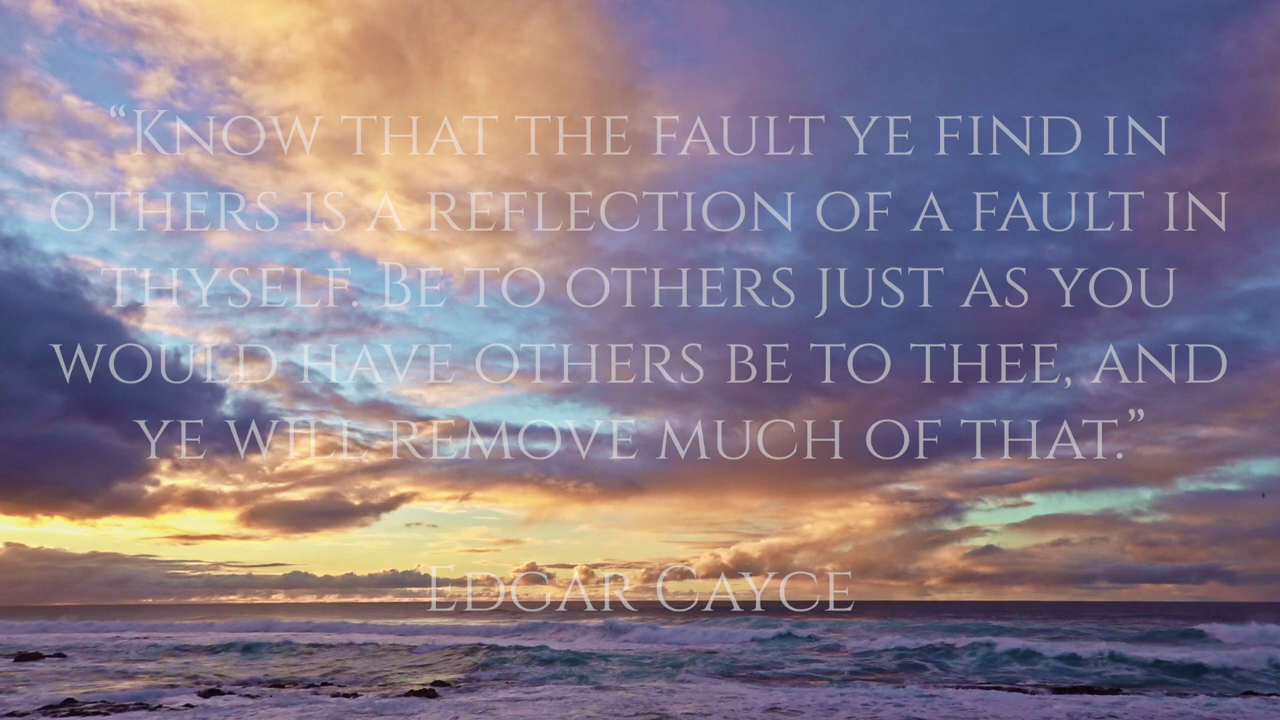 “Know that the fault ye find in
others is a reflection of a fault in
thyself. Be to others just as you
would have others be to thee, and
ye will remove much of that.”
Edgar Cayce